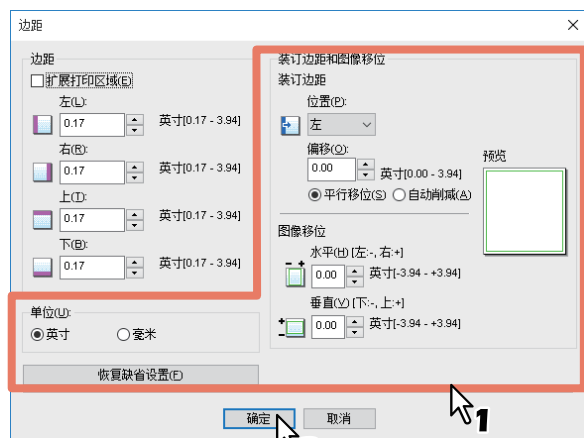 边距
边距
扩展打印区域(E)
左(L):
0.17 英寸[0.17 - 3.94]
右(R):
0.17 英寸[0.17 - 3.94]
上(T):
0.17 英寸[0.17 - 3.94]
下(B):
0.17 英寸[0.17 - 3.94]
单位(U):
英寸 毫米
恢复缺省设置(F)
装订边距和图像移位
装订边距
位置(P):
左
偏移(O):
0.00 英寸[0.00 - 3.94]
平行移位(S) 自动削减(A)
预览
图像移位
水平(H) [左:-, 右:+]
0.00 英寸[-3.94 - +3.94]
垂直(V) [下:-, 上:+]
0.00 英寸[-3.94 - +3.94]
1
确定 取消